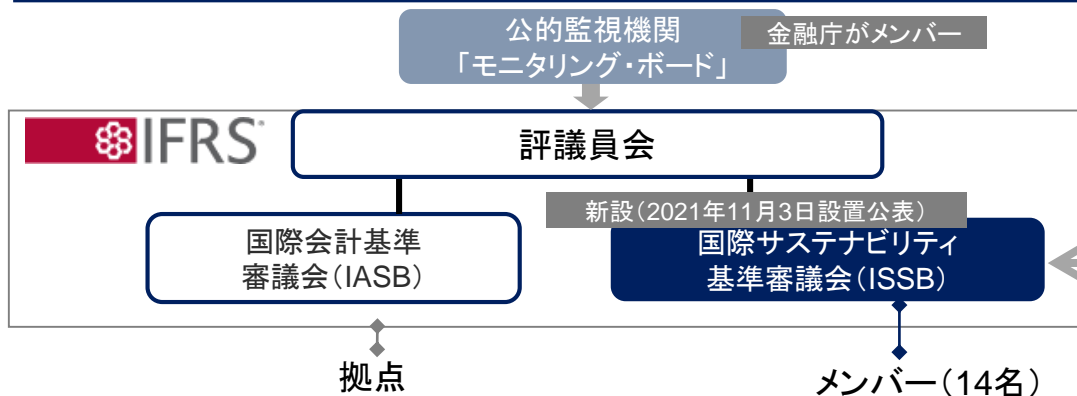 公的監視機関
「モニタリング・ボード」
金融庁がメンバー
IFRS
評議員会
新設(2021年11月3日設置公表)
国際会計基準
審議会(IASB)
国際サステナビリティ
基準審議会(ISSB)
拠点
メンバー(14名)